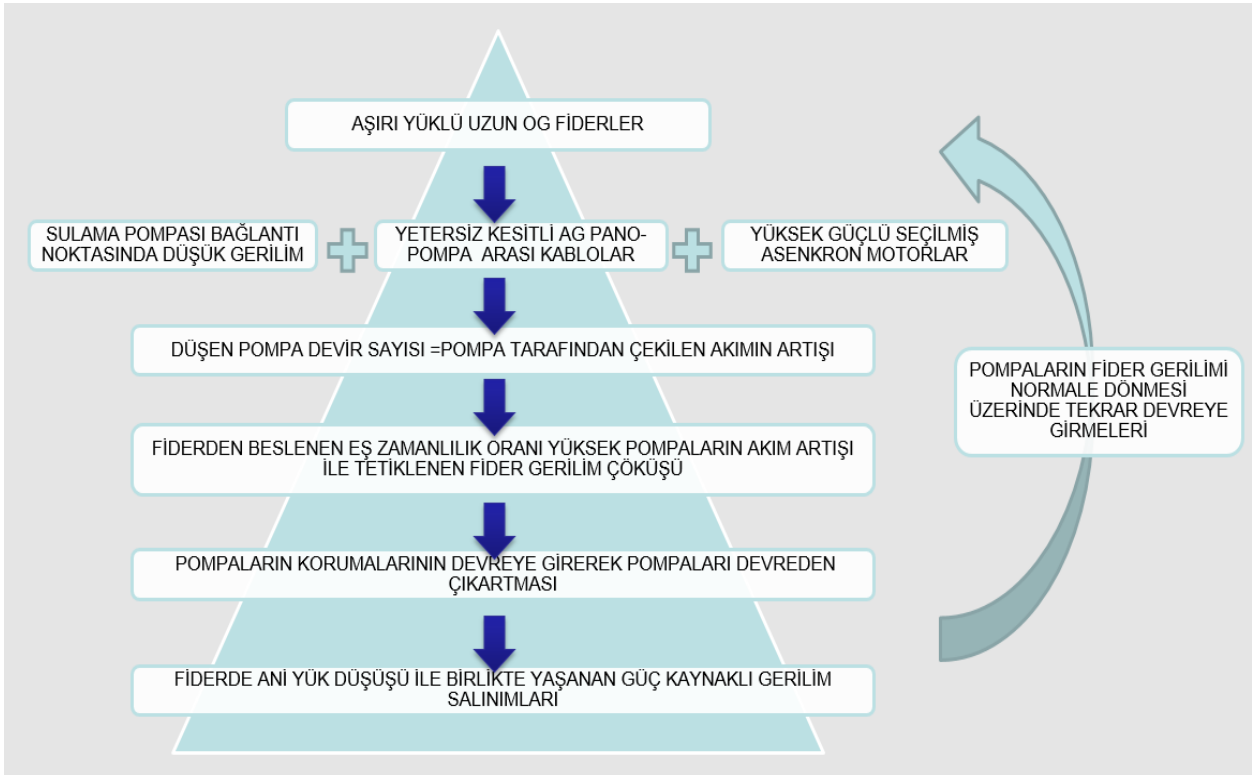 AŞIRI YÜKLÜ UZUN OG FİDERLER
SULAMA POMPASI BAĞLANTI
NOKTASINDA DÜŞÜK GERİLİM
YETERSİZ KESİTLİ AG PANO-
POMPA ARASI KABLOLAR
YÜKSEK GÜÇLÜ SEÇİLMİŞ
ASENKRON MOTORLAR
DÜŞEN POMPA DEVİR SAYISI =POMPA TARAFINDAN ÇEKİLEN AKIMIN ARTIŞI
FİDERDEN BESLENEN EŞ ZAMANLILIK ORANI YÜKSEK POMPALARIN AKIM ARTIŞI
İLE TETİKLENEN FİDER GERİLİM ÇÖKÜŞÜ
POMPALARIN KORUMALARININ DEVREYE GİREREK POMPALARI DEVREDEN
ÇIKARTMASI
FİDERDE ANİ YÜK DÜŞÜŞÜ İLE BİRLİKTE YAŞANAN GÜÇ KAYNAKLI GERİLİM
SALINIMLARI
POMPALARIN FİDER GERİLİMİ
NORMALE DÖNMESİ
ÜZERİNDE TEKRAR DEVREYE
GİRMELERİ